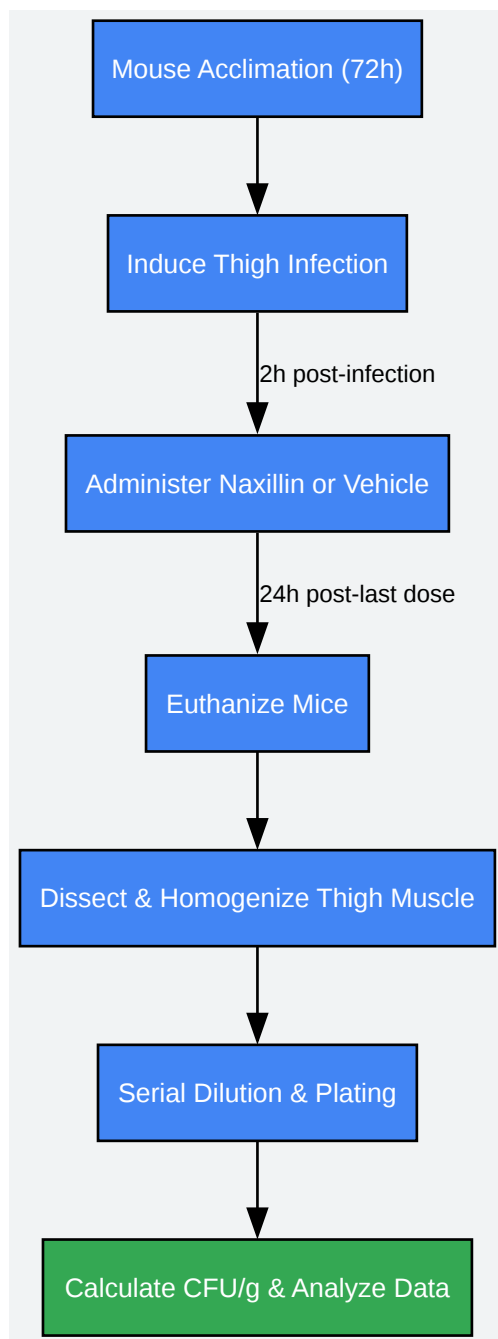 Mouse Acclimation (72h)
Induce Thigh Infection
2h post-infection
Administer Naxillin or Vehicle
24h post-last dose
Euthanize Mice
Dissect & Homogenize Thigh Muscle
Serial Dilution & Plating
Calculate CFU/g & Analyze Data